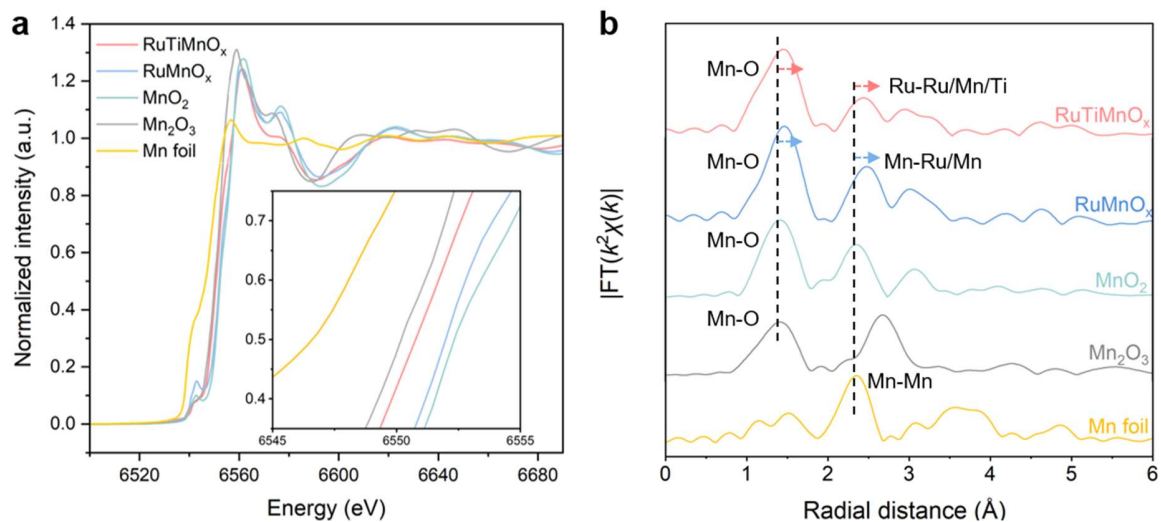 a
1.4
1.2
1.0
0.8
0.6
0.4
0.2
0.0
Normalized intensity (a.u.)
RuTiMnOₓ
RuMnOₓ
MnO₂
Mn₂O₃
Mn foil
0.7
0.6
0.5
0.4
6545 6550 6555
6520 6560 6600 6640 6680
Energy (eV)
b
|FT(k²χ(k)|
Mn-O
Ru-Ru/Mn/Ti
RuTiMnOₓ
Mn-O
Mn-Ru/Mn
RuMnOₓ
Mn-O
MnO₂
Mn-O
Mn₂O₃
Mn-Mn
Mn foil
0 1 2 3 4 5 6
Radial distance (Å)